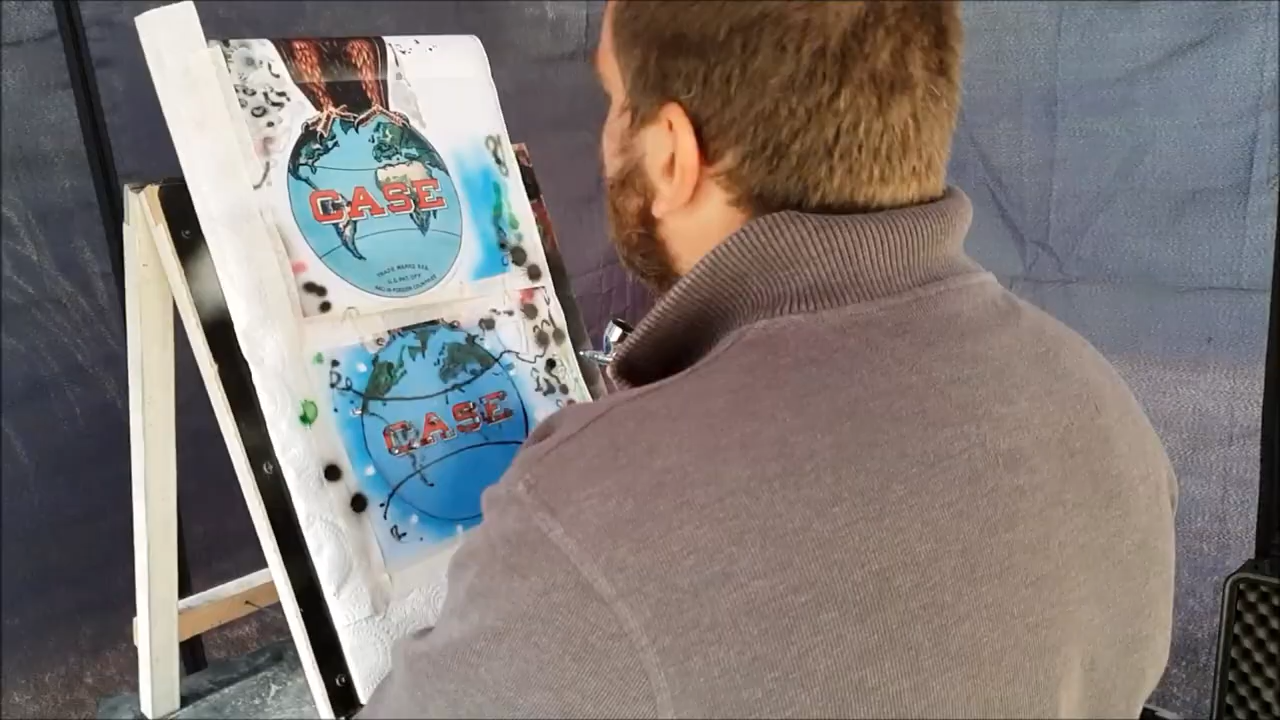 CASE
TRADE MARKS REG.
U.S. PAT. OFF.
AND IN FOREIGN COUNTRIES
CASE